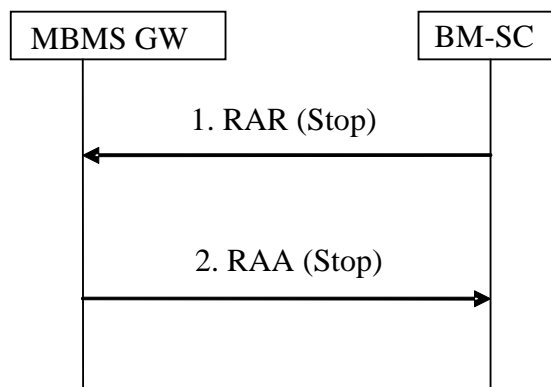 MBMS GW
BM-SC
1. RAR (Stop)
2. RAA (Stop)